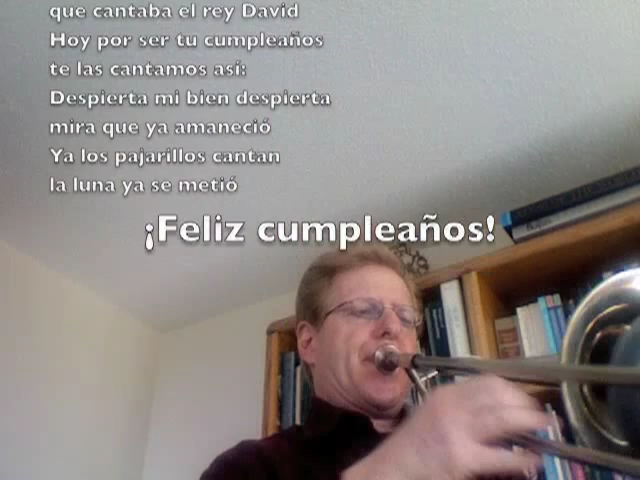 que cantaba el rey David
Hoy por ser tu cumpleaños
te las cantamos así:
Despierta mi bien despierta
mira que ya amaneció
Ya los pajarillos cantan
la luna ya se metió
¡Feliz cumpleaños!